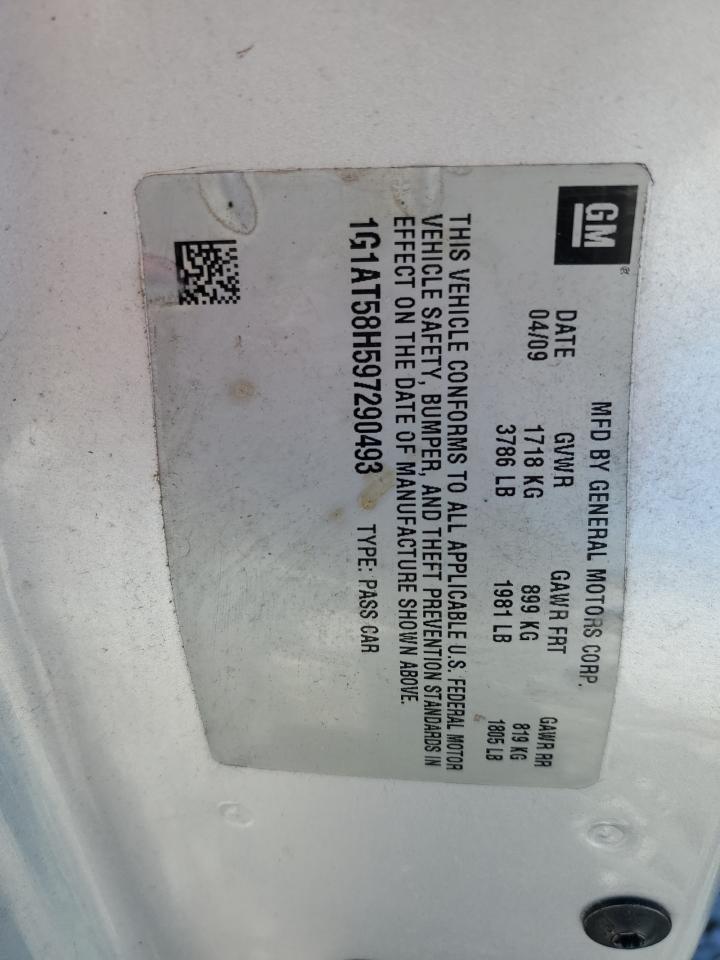 GM®
MFD BY GENERAL MOTORS CORP.
DATE GVWR GAWR FRT GAWR RR
04/09 1718 KG 899 KG 819 KG
3786 LB 1981 LB 1805 LB
THIS VEHICLE CONFORMS TO ALL APPLICABLE U.S. FEDERAL MOTOR
VEHICLE SAFETY, BUMPER, AND THEFT PREVENTION STANDARDS IN
EFFECT ON THE DATE OF MANUFACTURE SHOWN ABOVE.
1G1AT58H597290493 TYPE: PASS CAR